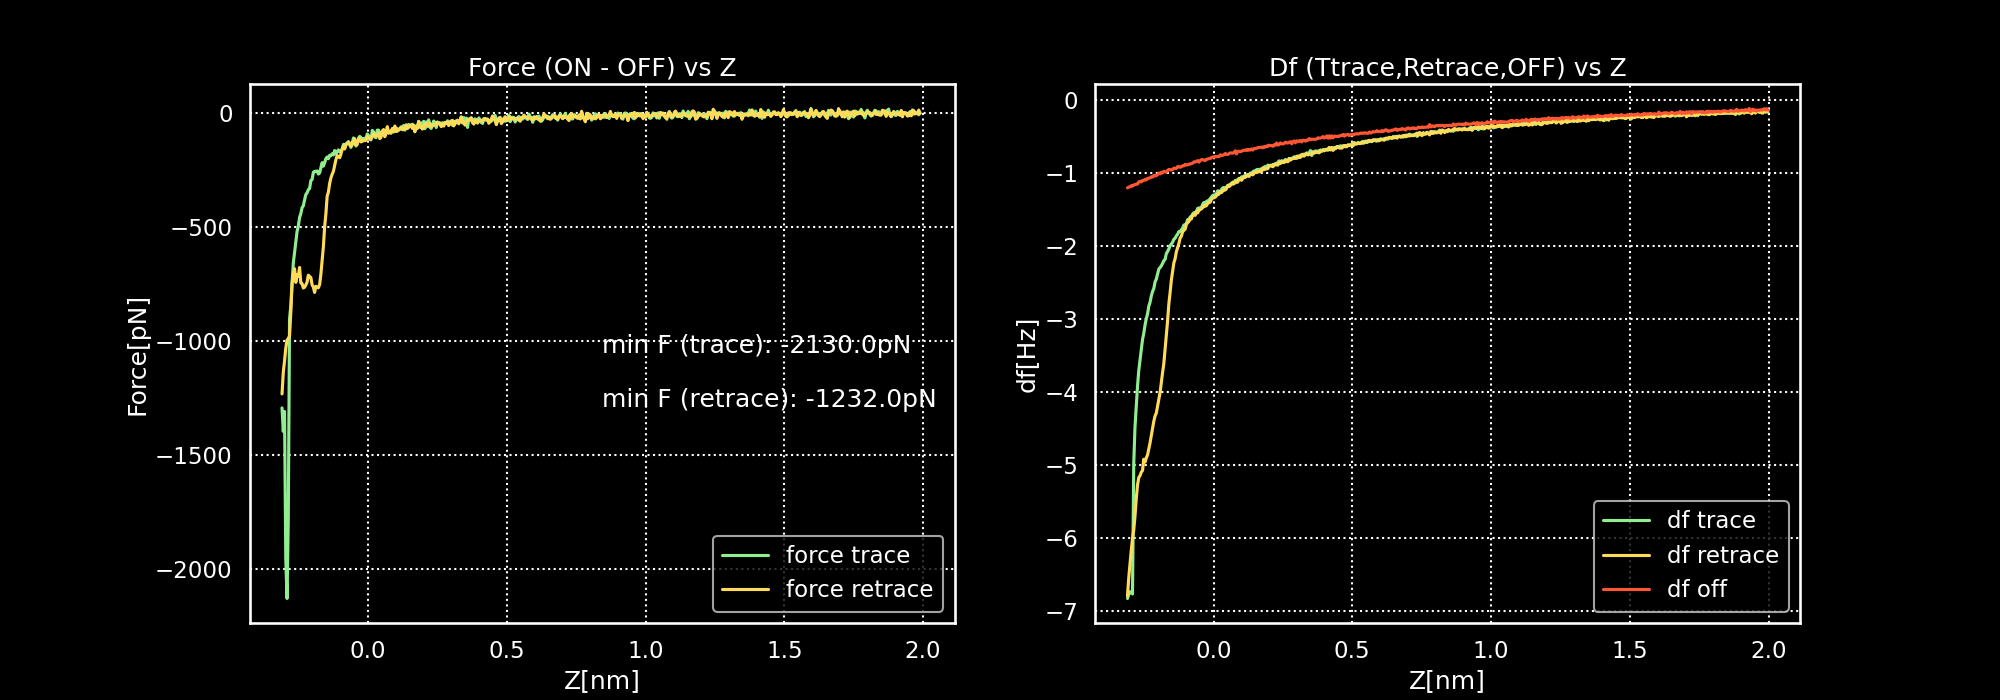 Force (ON - OFF) vs Z
Force[pN]
0
−500
−1000
−1500
−2000
min F (trace): -2130.0pN
min F (retrace): -1232.0pN
force trace
force retrace
0.0 0.5 1.0 1.5 2.0
Z[nm]
Df (Ttrace,Retrace,OFF) vs Z
df[Hz]
0
−1
−2
−3
−4
−5
−6
−7
df trace
df retrace
df off
0.0 0.5 1.0 1.5 2.0
Z[nm]